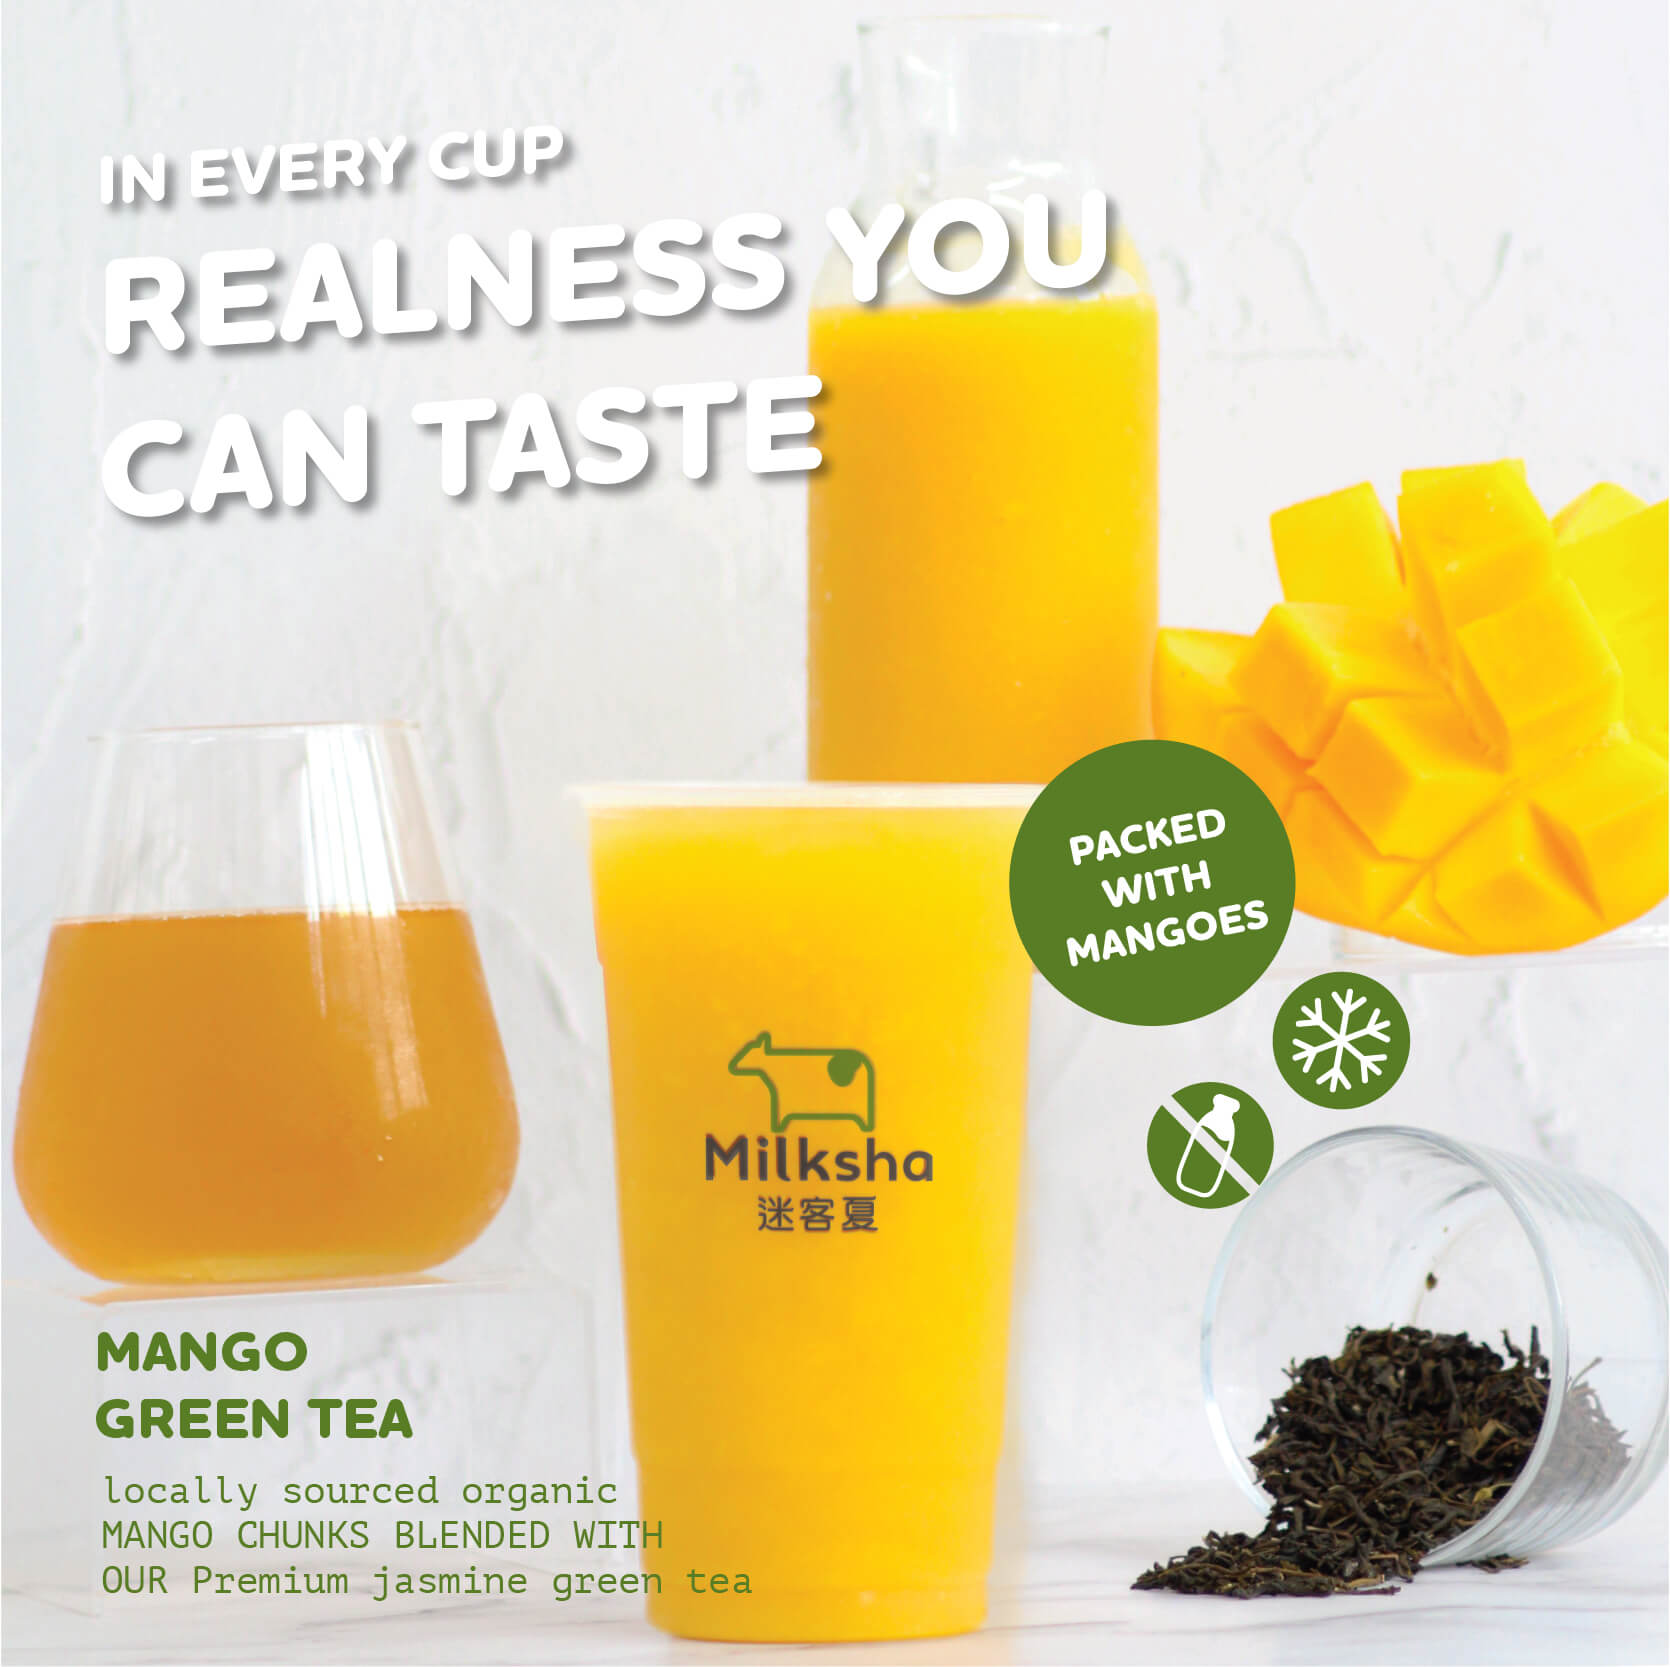 IN EVERY CUP
REALNESS YOU
CAN TASTE
PACKED
WITH
MANGOES
Milksha
迷客夏
MANGO
GREEN TEA
locally sourced organic
MANGO CHUNKS BLENDED WITH
OUR Premium jasmine green tea